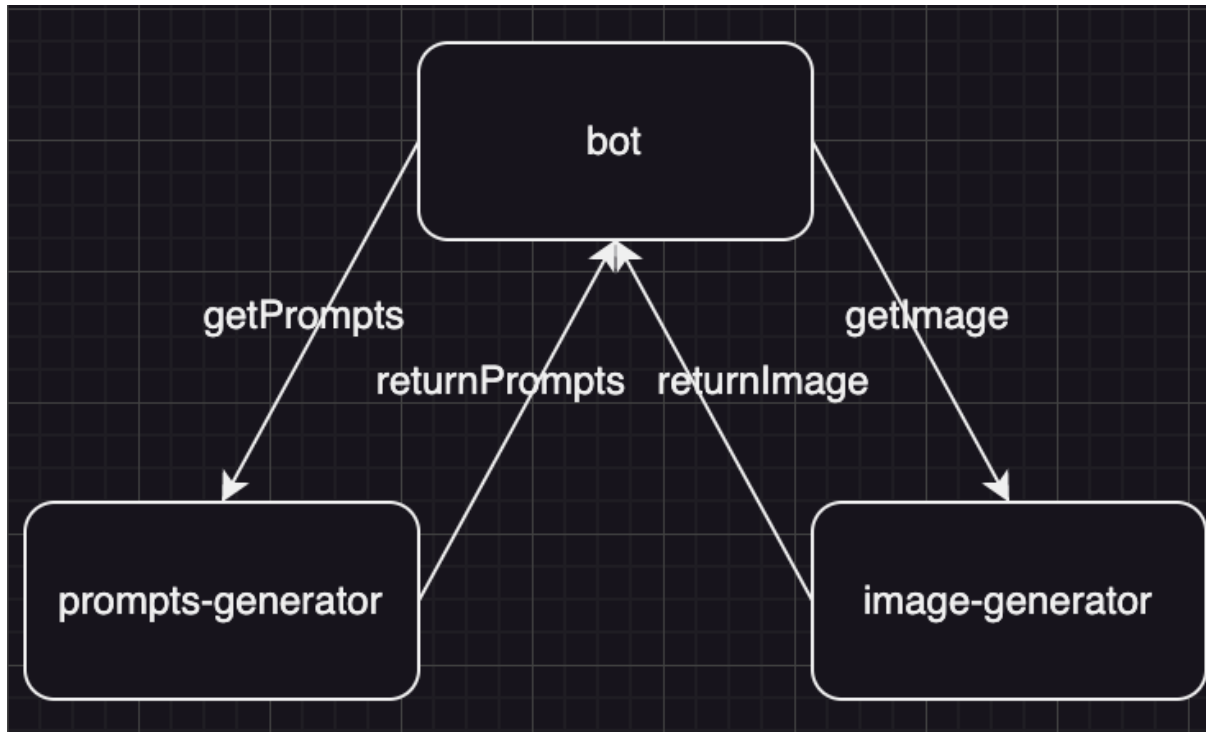 bot
getPrompts
getImage
returnPrompts
returnImage
prompts-generator
image-generator